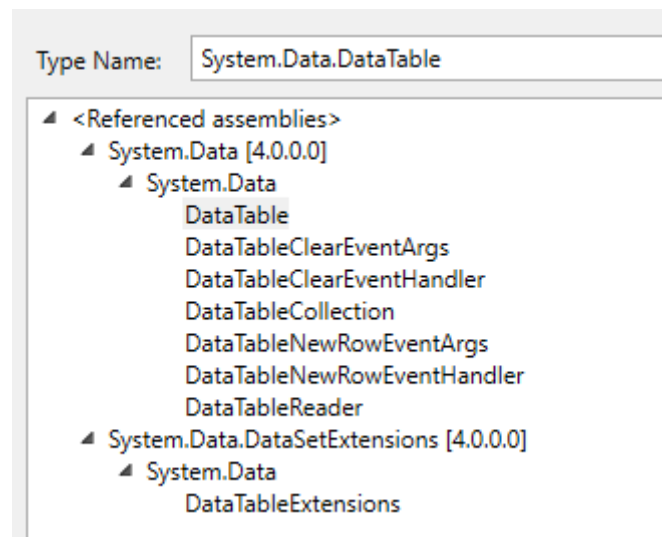 Type Name: System.Data.DataTable
<Referenced assemblies>
System.Data [4.0.0.0]
System.Data
DataTable
DataTableClearEventArgs
DataTableClearEventHandler
DataTableCollection
DataTableNewRowEventArgs
DataTableNewRowEventHandler
DataTableReader
System.Data.DataSetExtensions [4.0.0.0]
System.Data
DataTableExtensions